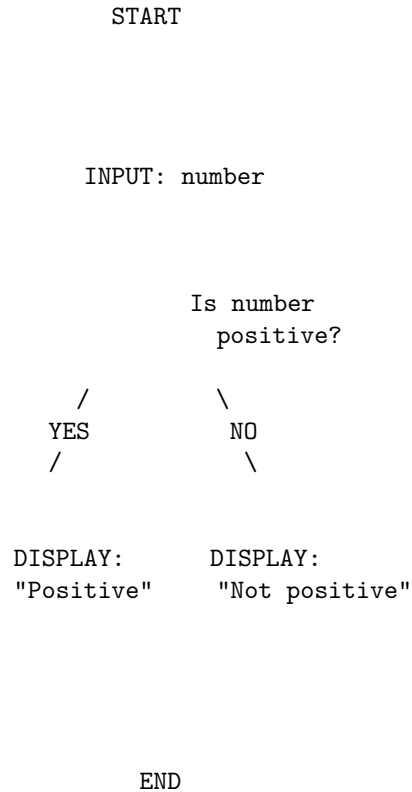 START
INPUT: number
Is number
positive?
/ \
YES NO
/ \
DISPLAY: DISPLAY:
"Positive" "Not positive"
END